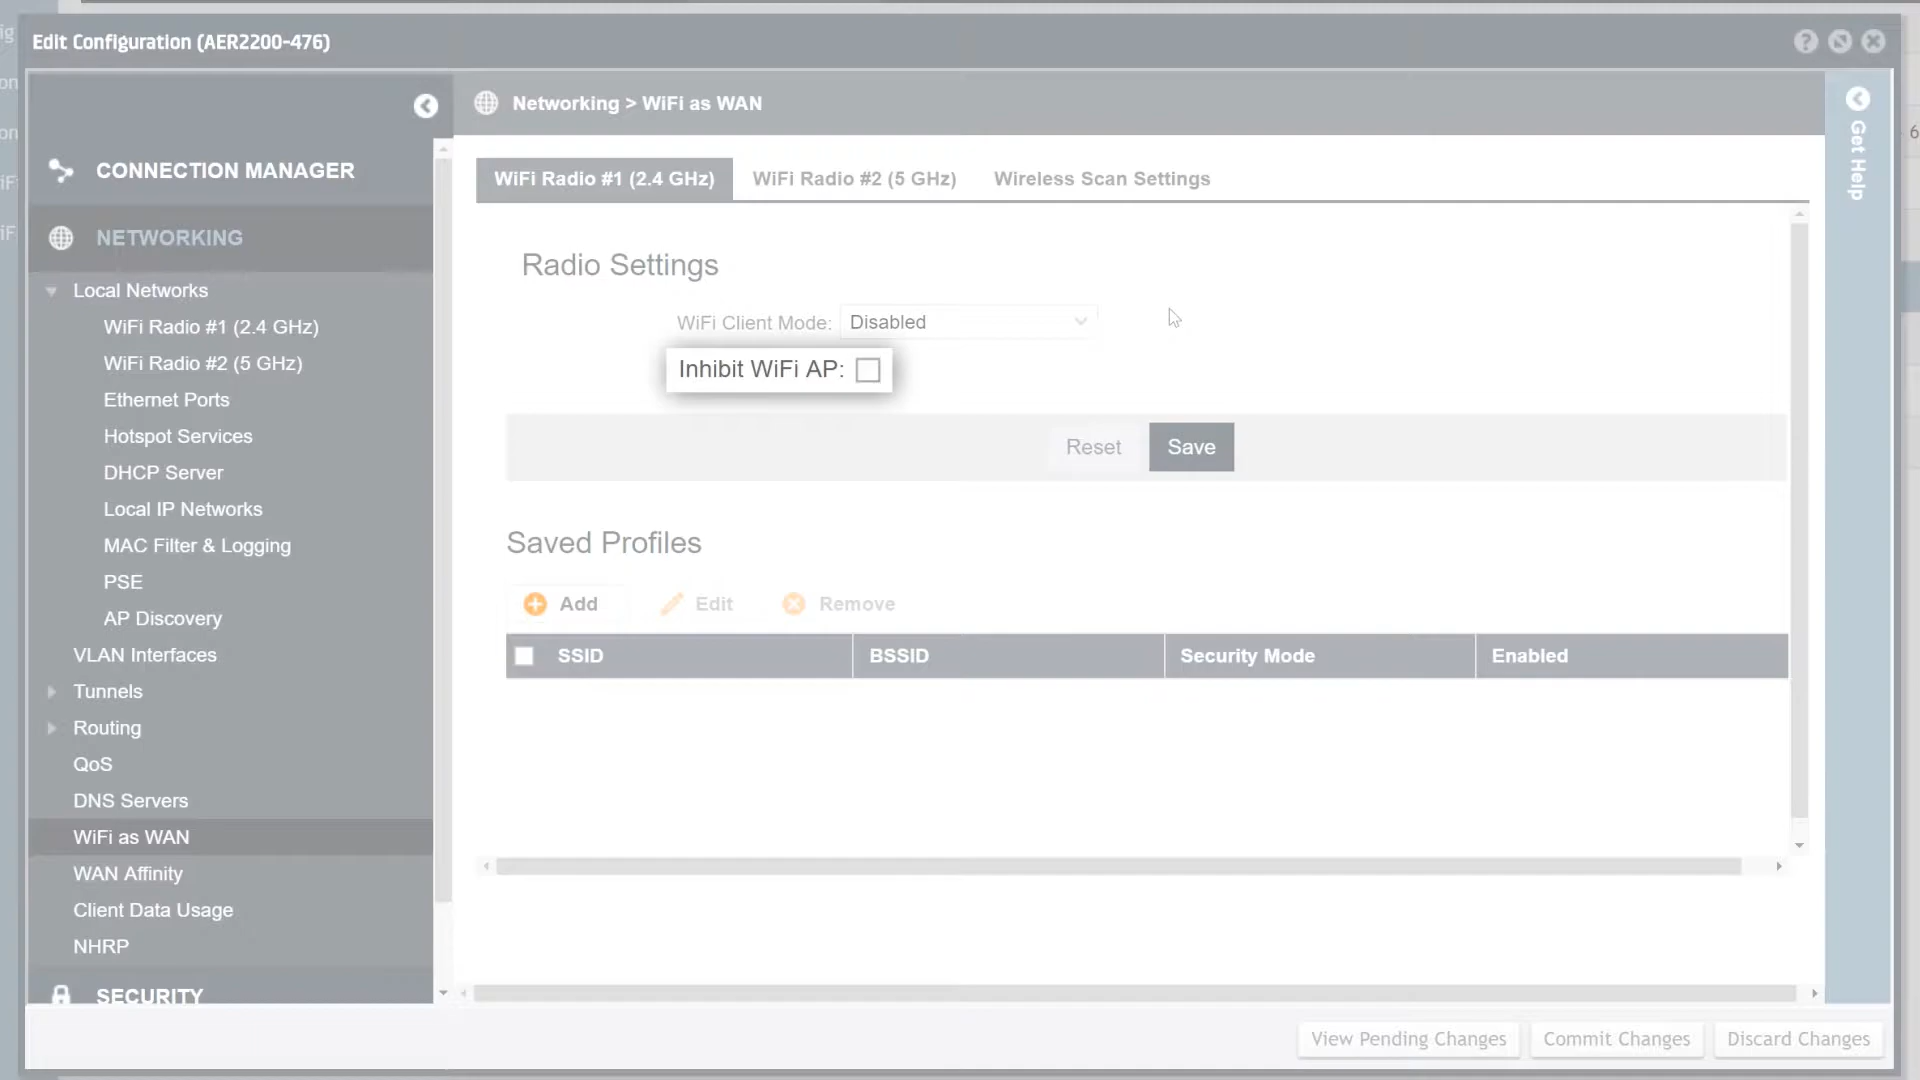 Edit Configuration (AER2200-476)
Networking > WiFi as WAN
Get Help
CONNECTION MANAGER
NETWORKING
Local Networks
WiFi Radio #1 (2.4 GHz)
WiFi Radio #2 (5 GHz)
Ethernet Ports
Hotspot Services
DHCP Server
Local IP Networks
MAC Filter & Logging
PSE
AP Discovery
VLAN Interfaces
Tunnels
Routing
QoS
DNS Servers
WiFi as WAN
WAN Affinity
Client Data Usage
NHRP
SECURITY
WiFi Radio #1 (2.4 GHz) WiFi Radio #2 (5 GHz) Wireless Scan Settings
Radio Settings
WiFi Client Mode: Disabled
Inhibit WiFi AP:
Reset Save
Saved Profiles
Add Edit Remove
SSID BSSID Security Mode Enabled
View Pending Changes Commit Changes Discard Changes